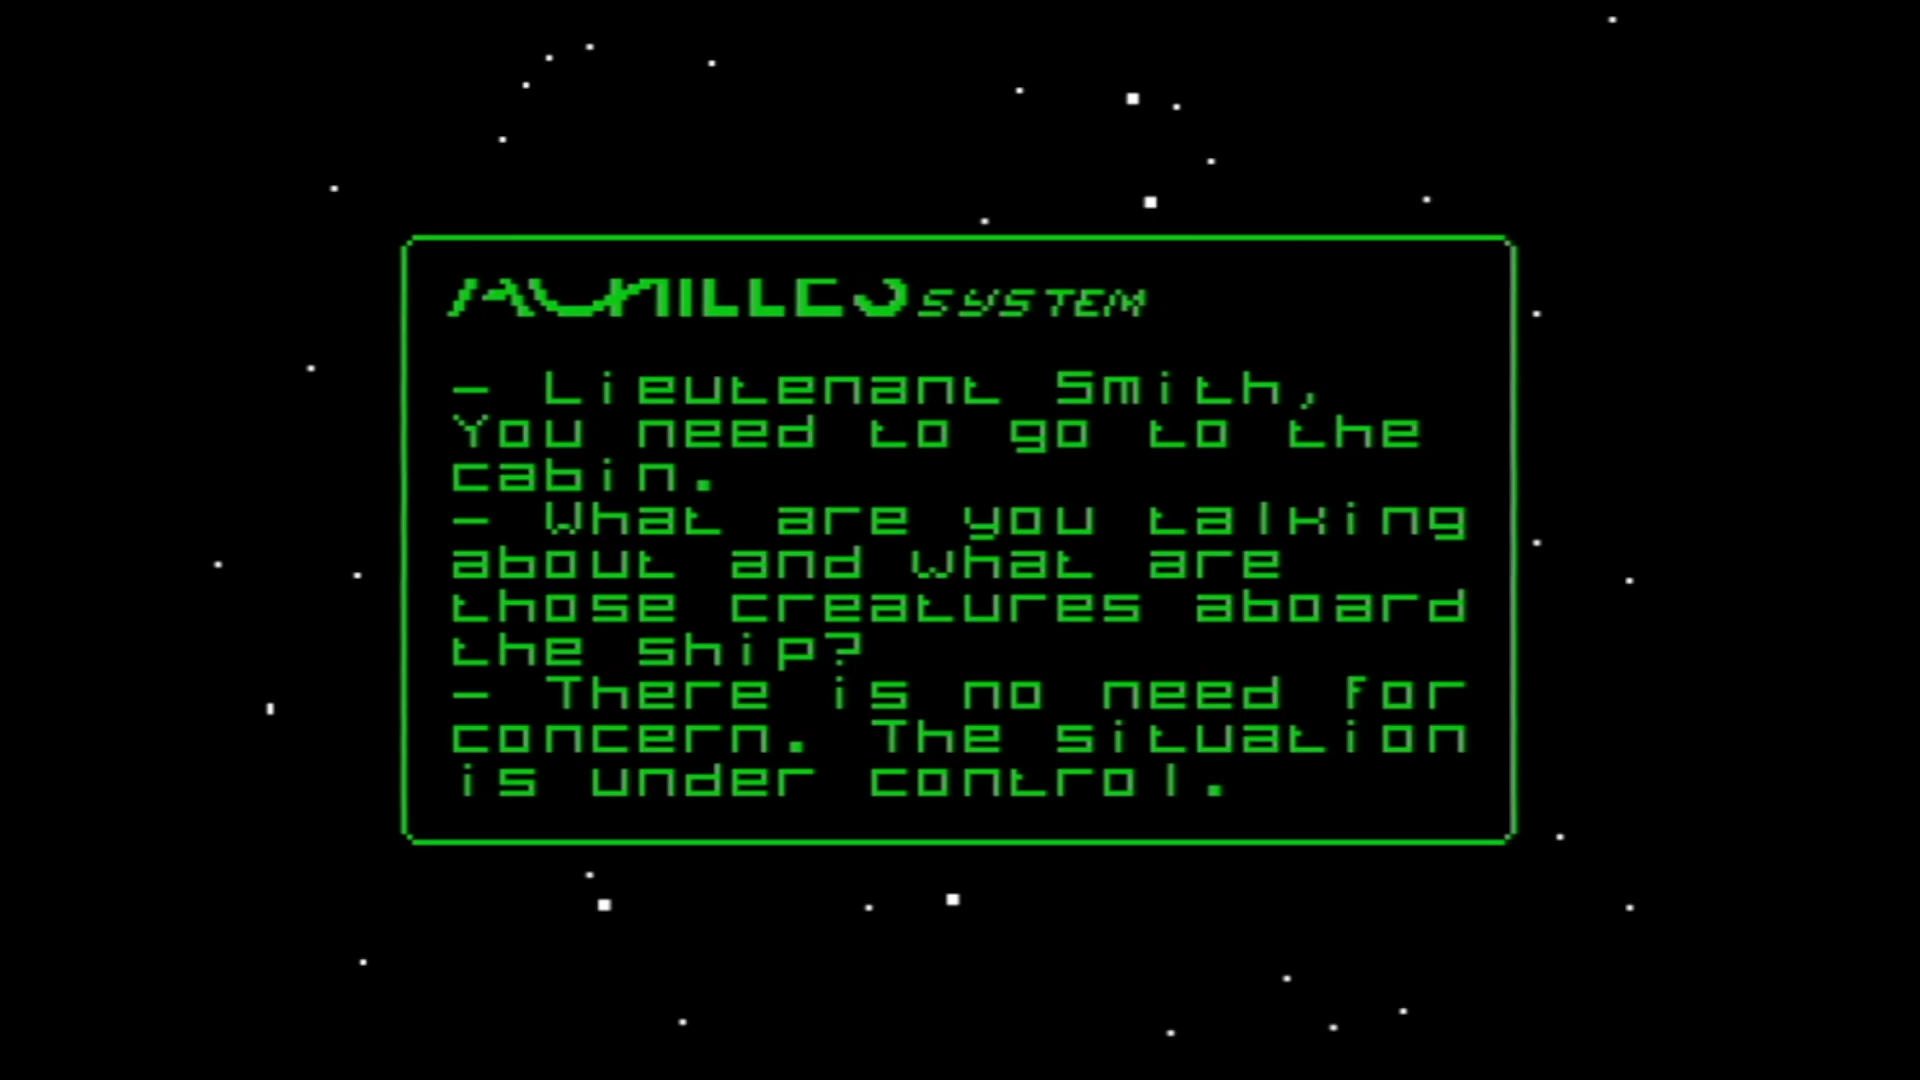 SYSTEM
- Lieutenant Smith,
You need to go to the
cabin.
- What are you talking
about and what are
those creatures aboard
the ship?
- There is no need for
concern. The situation
is under control.